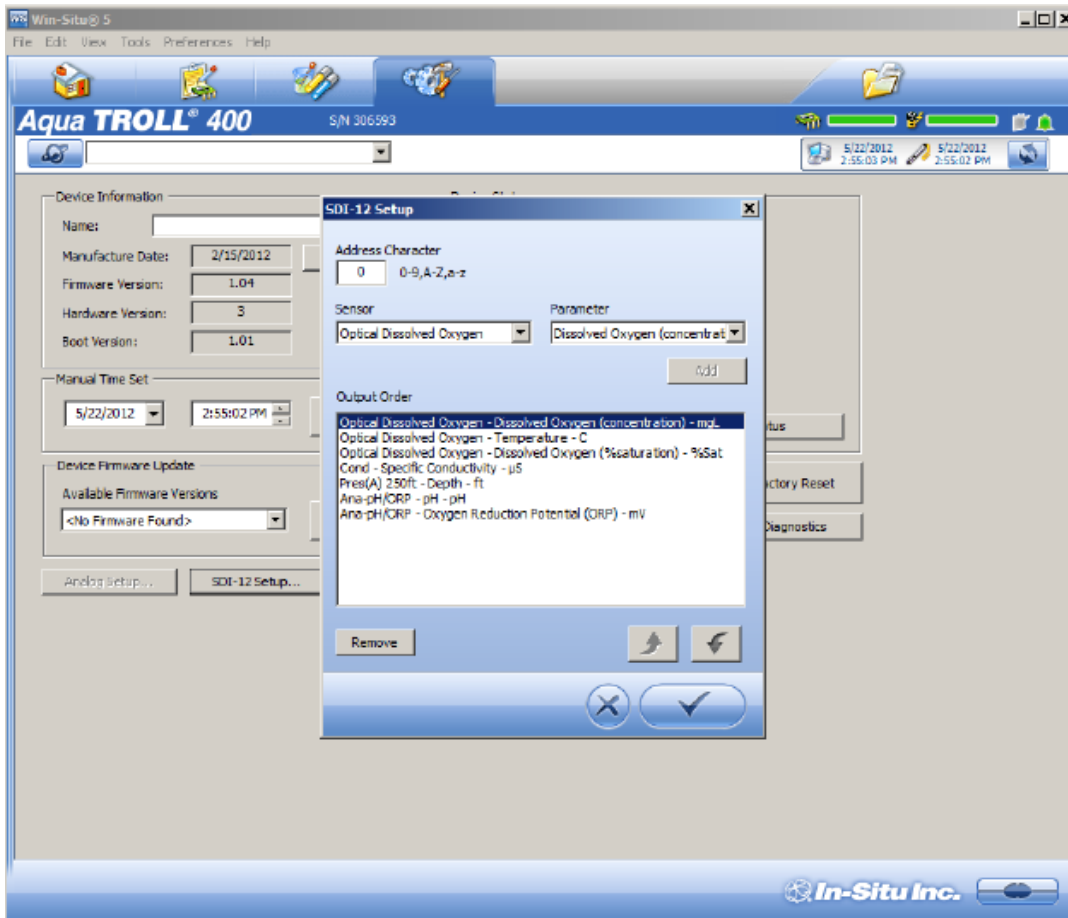 Win-Situ® 5
File Edit View Tools Preferences Help
Aqua TROLL® 400
S/N 306593
5/22/2012
2:55:03 PM
5/22/2012
2:55:02 PM
Device Information
Name:
Manufacture Date:
2/15/2012
Firmware Version:
1.04
Hardware Version:
3
Boot Version:
1.01
Manual Time Set
5/22/2012
2:55:02 PM
Device Firmware Update
Available Firmware Versions
<No Firmware Found>
Analog Setup...
SDI-12 Setup...
SDI-12 Setup
Address Character
0
0-9,A-Z,a-z
Sensor
Parameter
Optical Dissolved Oxygen
Dissolved Oxygen (concentrat
Add
Output Order
Optical Dissolved Oxygen - Dissolved Oxygen (concentration) - mgL
Optical Dissolved Oxygen - Temperature - C
Optical Dissolved Oxygen - Dissolved Oxygen (%saturation) - %Sat
Cond - Specific Conductivity - µS
Pres(A) 250ft - Depth - ft
Ana-pH/ORP - pH - pH
Ana-pH/ORP - Oxygen Reduction Potential (ORP) - mV
Remove
tus
ctory Reset
Diagnostics
In-Situ Inc.